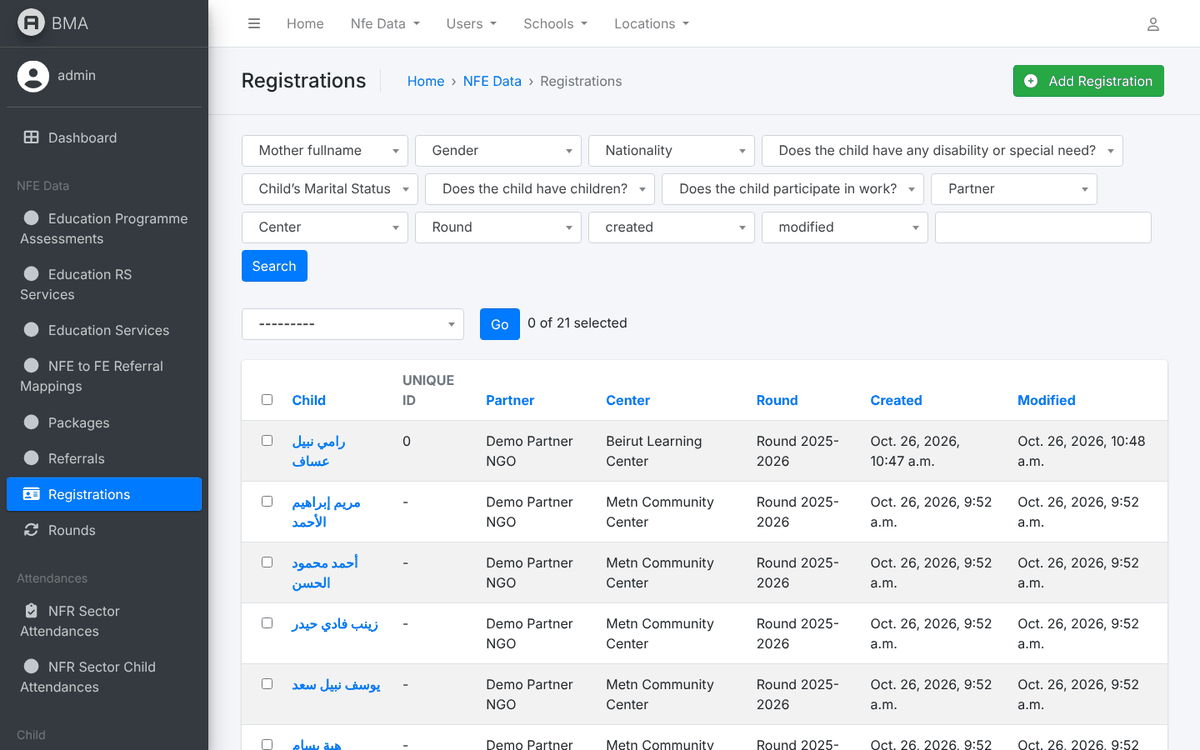 BMA
Home
Nfe Data
Users
Schools
Locations
admin
Registrations
Home › NFE Data › Registrations
Add Registration
Dashboard
NFE Data
Education Programme
Assessments
Education RS
Services
Education Services
NFE to FE Referral
Mappings
Packages
Referrals
Registrations
Rounds
Attendances
NFR Sector
Attendances
NFR Sector Child
Attendances
Child
Mother fullname
Gender
Nationality
Does the child have any disability or special need?
Child's Marital Status
Does the child have children?
Does the child participate in work?
Partner
Center
Round
created
modified
Search
---------
Go
0 of 21 selected
Child
UNIQUE
ID
Partner
Center
Round
Created
Modified
رامي نبيل
عساف
0
Demo Partner
NGO
Beirut Learning
Center
Round 2025-
2026
Oct. 26, 2026,
10:47 a.m.
Oct. 26, 2026, 10:48
a.m.
مريم إبراهيم
الأحمد
-
Demo Partner
NGO
Metn Community
Center
Round 2025-
2026
Oct. 26, 2026, 9:52
a.m.
Oct. 26, 2026, 9:52
a.m.
أحمد محمود
الحسن
-
Demo Partner
NGO
Metn Community
Center
Round 2025-
2026
Oct. 26, 2026, 9:52
a.m.
Oct. 26, 2026, 9:52
a.m.
زينب فادي حيدر
-
Demo Partner
NGO
Metn Community
Center
Round 2025-
2026
Oct. 26, 2026, 9:52
a.m.
Oct. 26, 2026, 9:52
a.m.
يوسف نبيل سعد
-
Demo Partner
NGO
Metn Community
Center
Round 2025-
2026
Oct. 26, 2026, 9:52
a.m.
Oct. 26, 2026, 9:52
a.m.
هبة بسام
-
Demo Partner
Metn Community
Round 2025-
Oct. 26, 2026, 9:52
Oct. 26, 2026, 9:52